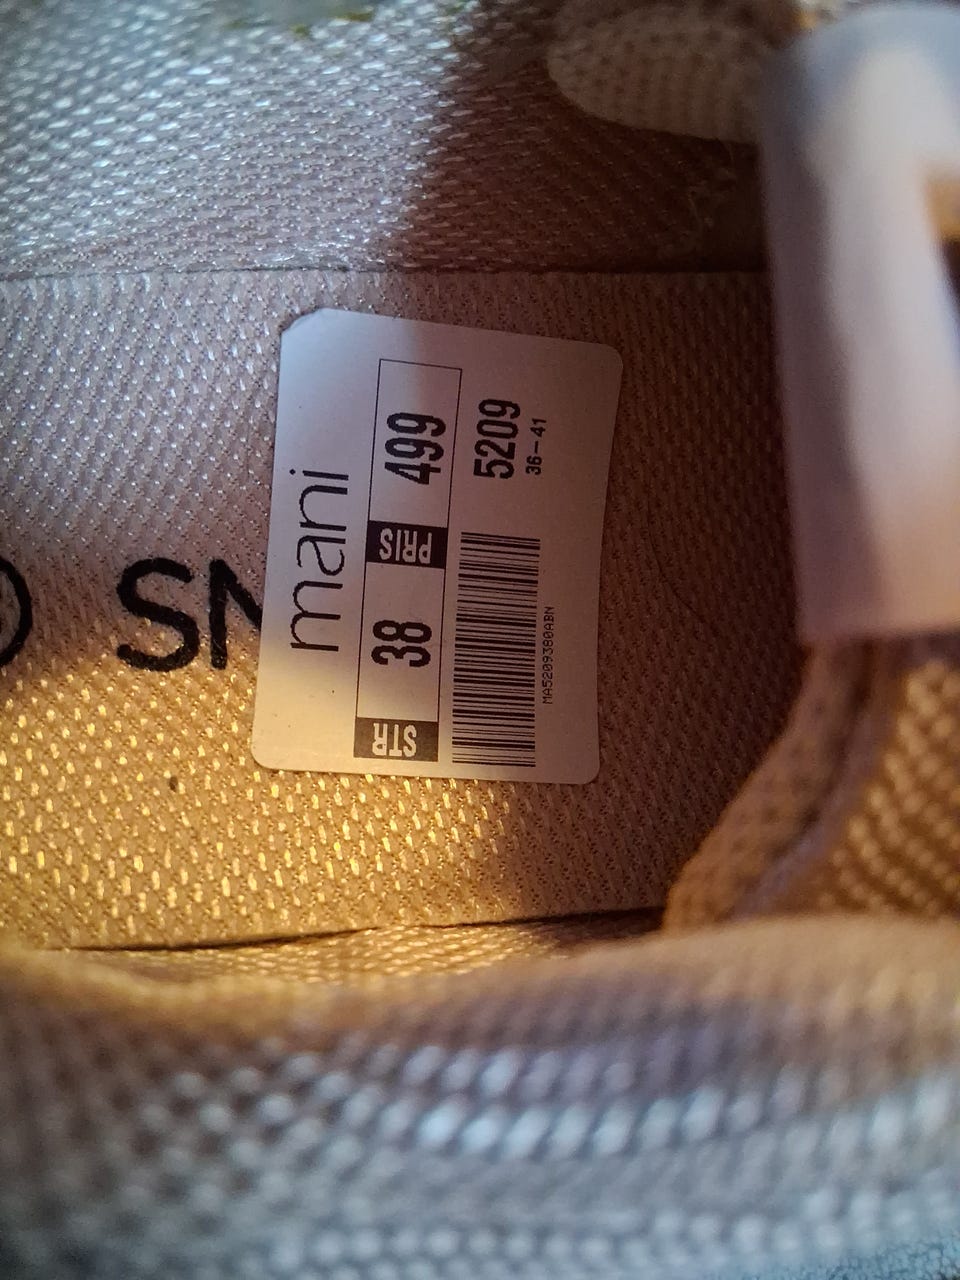 mani
STR 38 PRIS 499
5209
36-41
MA5209380ABN